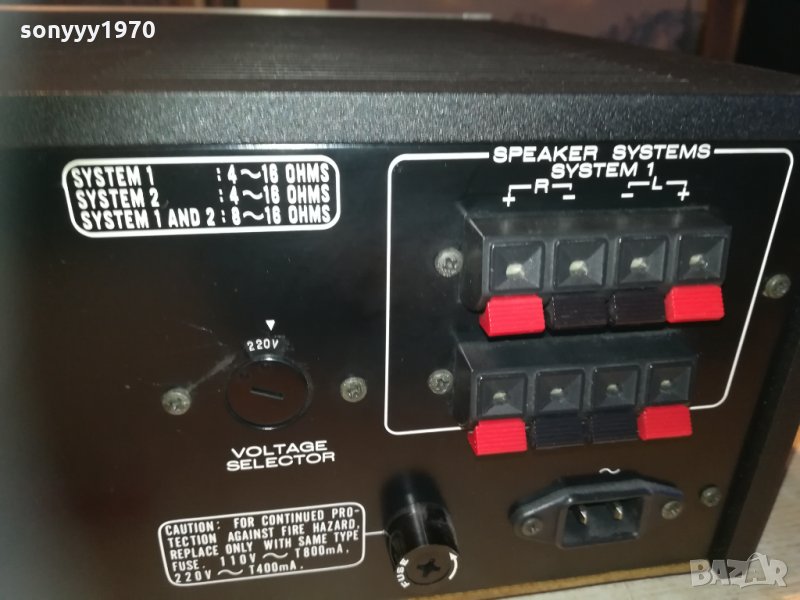 sonyyy1970
SYSTEM 1 : 4~16 OHMS
SYSTEM 2 : 4~16 OHMS
SYSTEM 1 AND 2 : 8~16 OHMS
SPEAKER SYSTEMS
SYSTEM 1
+ R - - L +
220V
VOLTAGE
SELECTOR
CAUTION: FOR CONTINUED PRO-
TECTION AGAINST FIRE HAZARD,
REPLACE ONLY WITH SAME TYPE
FUSE. 110V ~ T800mA.
220V ~ T400mA.
FUSE
~
BAZAR